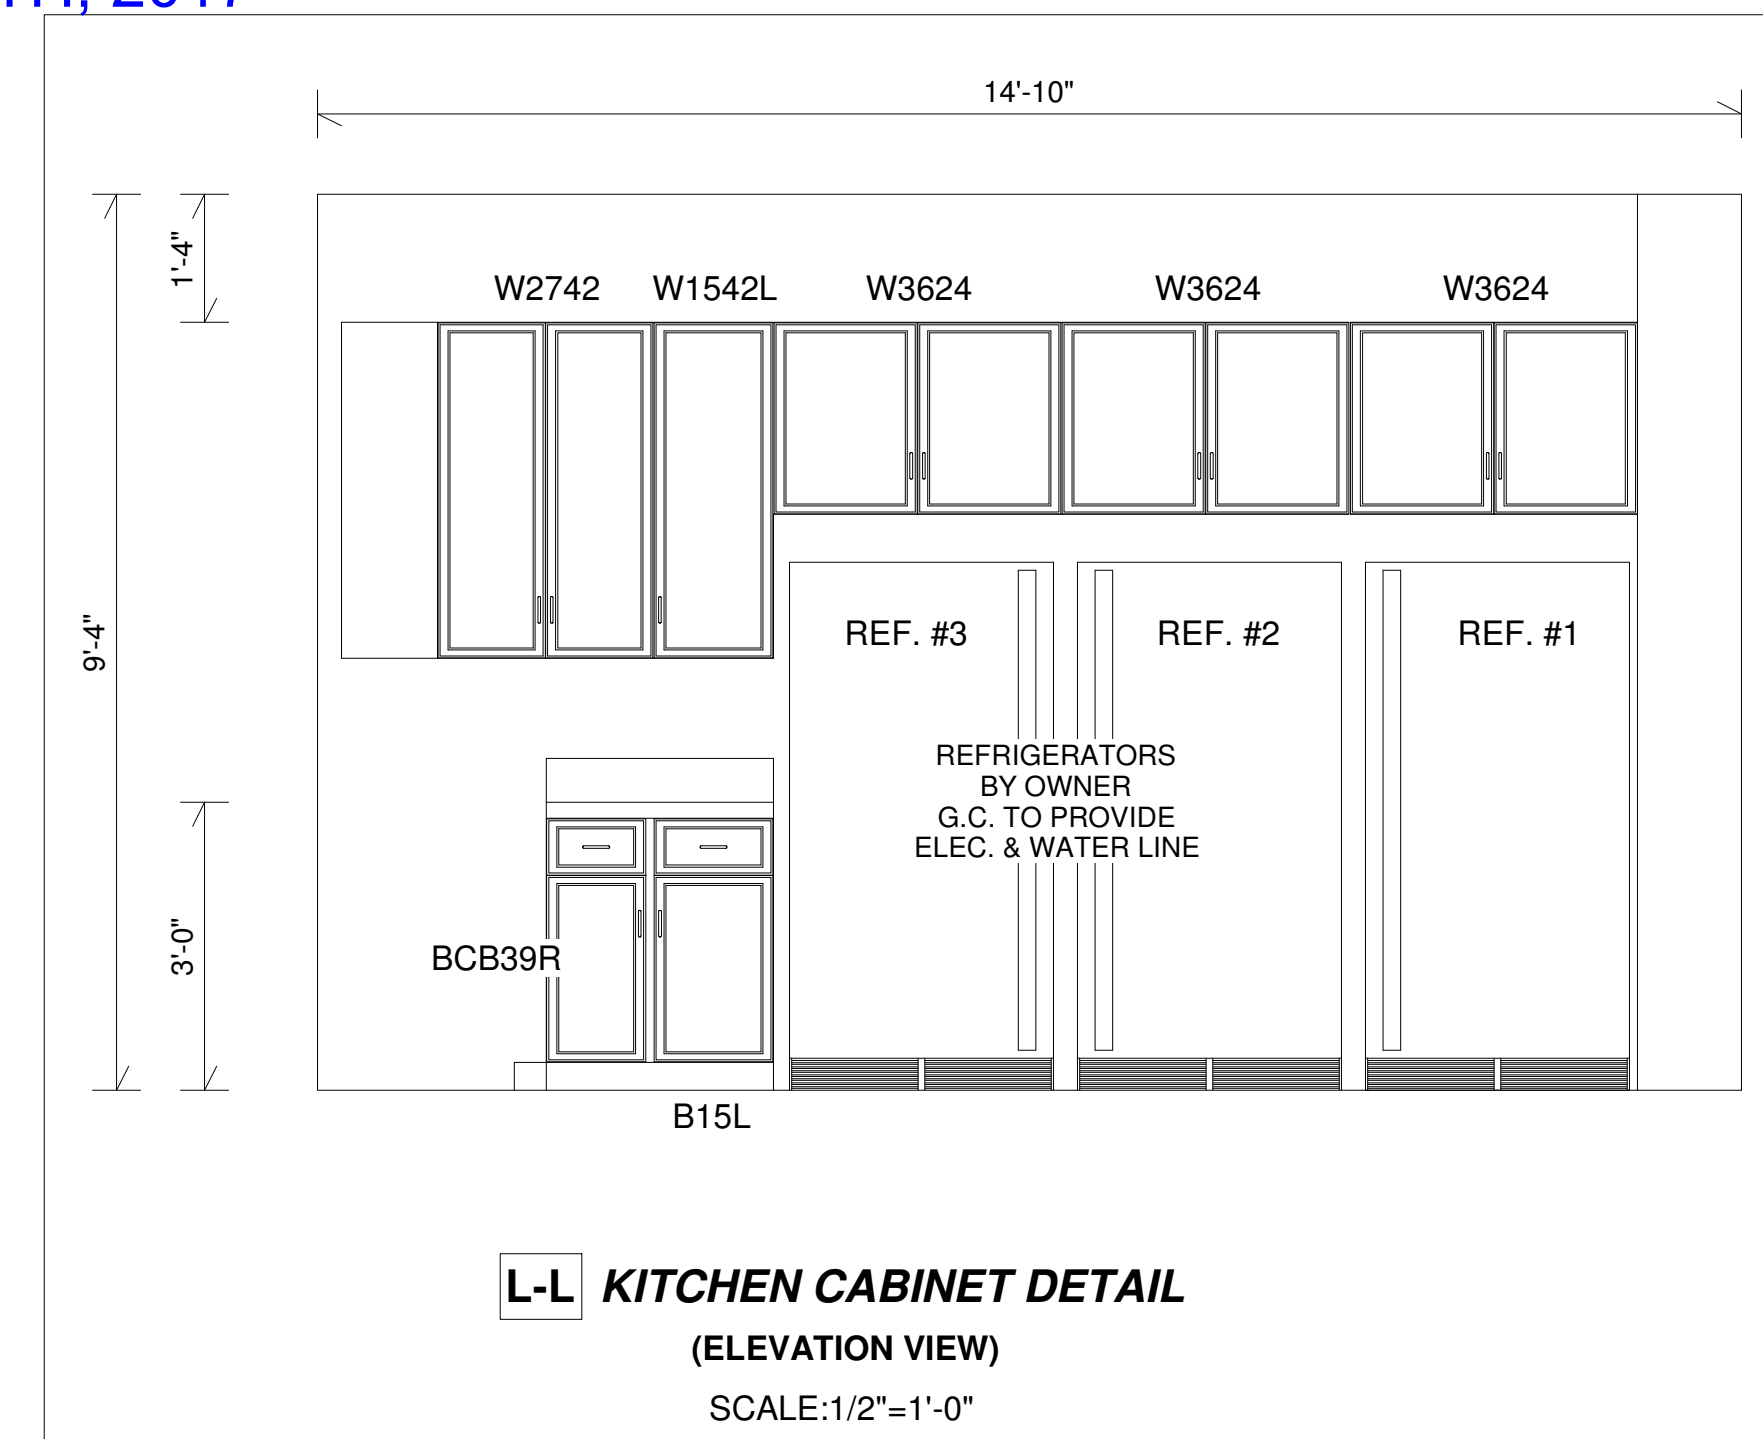 14'-10"
1'-4"
W2742 W1542L W3624 W3624 W3624
9'-4"
REF. #3 REF. #2 REF. #1
REFRIGERATORS
BY OWNER
G.C. TO PROVIDE
ELEC. & WATER LINE
3'-0"
BCB39R
B15L
L-L KITCHEN CABINET DETAIL
(ELEVATION VIEW)
SCALE:1/2"=1'-0"